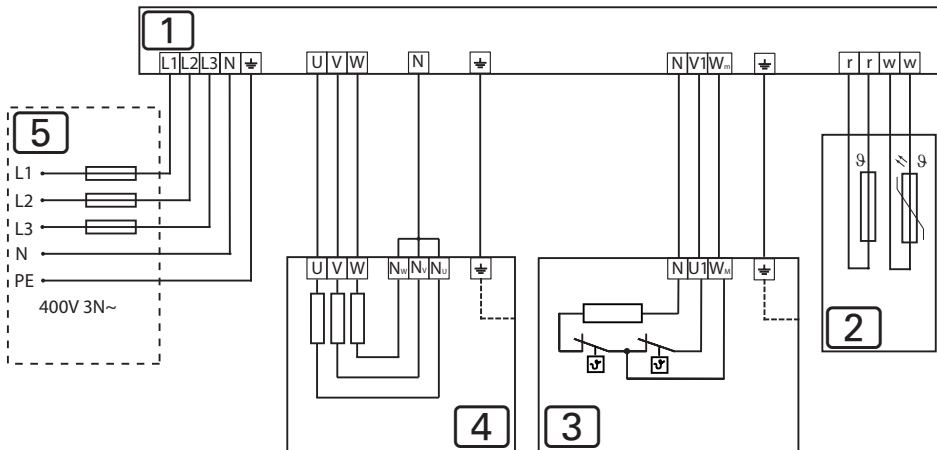 1
L1 L2 L3 N
U V W
N
N V1 Wm
r r w w
5
L1
L2
L3
N
PE
400V 3N~
U V W
NW NV NU
4
N U1 WM
3
ϑ ϑ
2
ϑ ϑ